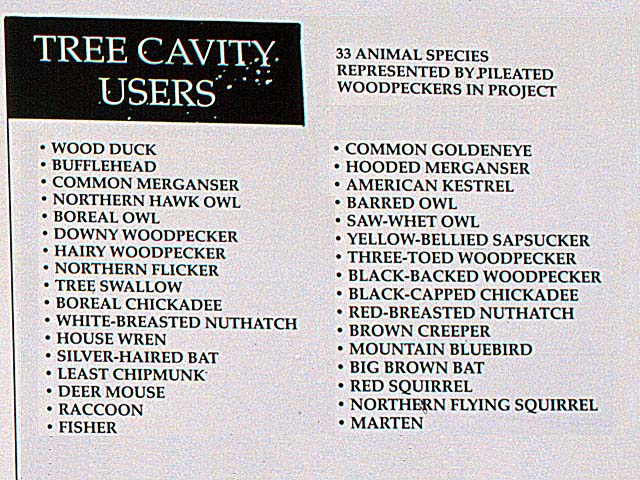 TREE CAVITY
USERS
33 ANIMAL SPECIES
REPRESENTED BY PILEATED
WOODPECKERS IN PROJECT
• WOOD DUCK
• BUFFLEHEAD
• COMMON MERGANSER
• NORTHERN HAWK OWL
• BOREAL OWL
• DOWNY WOODPECKER
• HAIRY WOODPECKER
• NORTHERN FLICKER
• TREE SWALLOW
• BOREAL CHICKADEE
• WHITE-BREASTED NUTHATCH
• HOUSE WREN
• SILVER-HAIRED BAT
• LEAST CHIPMUNK
• DEER MOUSE
• RACCOON
• FISHER
• COMMON GOLDENEYE
• HOODED MERGANSER
• AMERICAN KESTREL
• BARRED OWL
• SAW-WHET OWL
• YELLOW-BELLIED SAPSUCKER
• THREE-TOED WOODPECKER
• BLACK-BACKED WOODPECKER
• BLACK-CAPPED CHICKADEE
• RED-BREASTED NUTHATCH
• BROWN CREEPER
• MOUNTAIN BLUEBIRD
• BIG BROWN BAT
• RED SQUIRREL
• NORTHERN FLYING SQUIRREL
• MARTEN